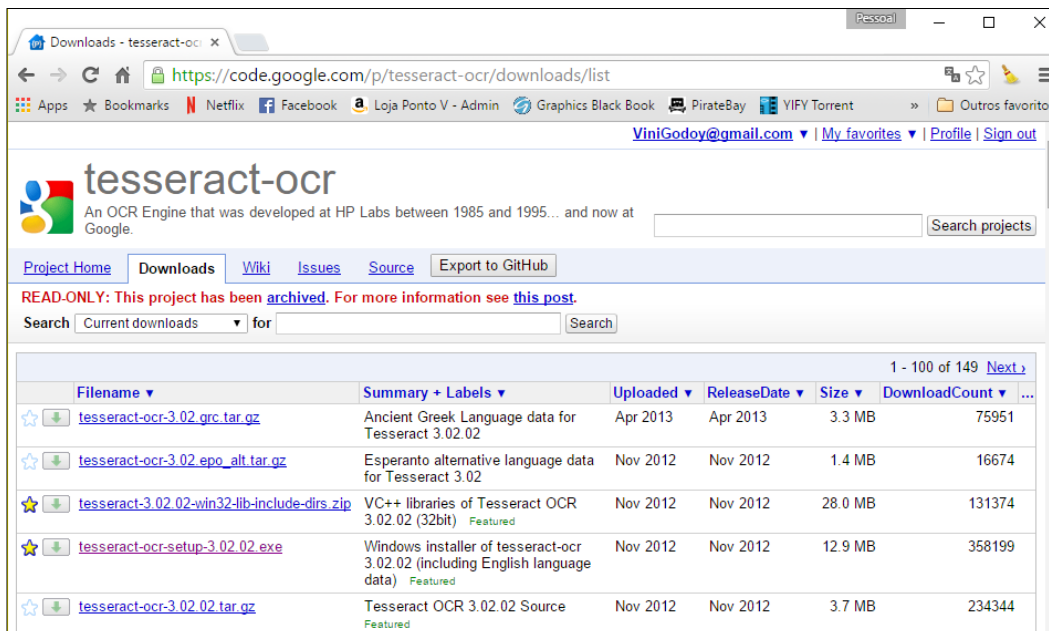 Pessoal
Downloads - tesseract-oc
https://code.google.com/p/tesseract-ocr/downloads/list
Apps Bookmarks Netflix Facebook Loja Ponto V - Admin Graphics Black Book PirateBay YIFY Torrent » Outros favorito
ViniGodoy@gmail.com ▼ | My favorites ▼ | Profile | Sign out
tesseract-ocr
An OCR Engine that was developed at HP Labs between 1985 and 1995... and now at
Google.
Search projects
Project Home Downloads Wiki Issues Source Export to GitHub
READ-ONLY: This project has been archived. For more information see this post.
Search Current downloads ▼ for Search
1 - 100 of 149 Next ›
Filename ▼ Summary + Labels ▼ Uploaded ▼ ReleaseDate ▼ Size ▼ DownloadCount ▼ ...
tesseract-ocr-3.02.grc.tar.gz Ancient Greek Language data for Apr 2013 Apr 2013 3.3 MB 75951
Tesseract 3.02.02
tesseract-ocr-3.02.epo_alt.tar.gz Esperanto alternative language data Nov 2012 Nov 2012 1.4 MB 16674
for Tesseract 3.02
tesseract-3.02.02-win32-lib-include-dirs.zip VC++ libraries of Tesseract OCR Nov 2012 Nov 2012 28.0 MB 131374
3.02.02 (32bit) Featured
tesseract-ocr-setup-3.02.02.exe Windows installer of tesseract-ocr Nov 2012 Nov 2012 12.9 MB 358199
3.02.02 (including English language
data) Featured
tesseract-ocr-3.02.02.tar.gz Tesseract OCR 3.02.02 Source Nov 2012 Nov 2012 3.7 MB 234344
Featured